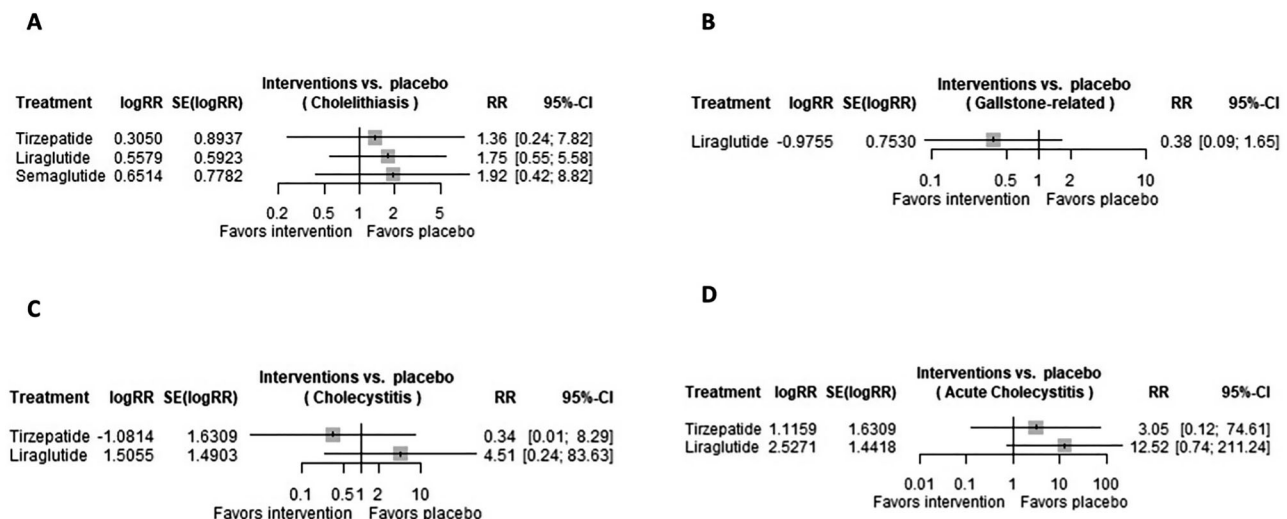 A
Interventions vs. placebo
Treatment logRR SE(logRR) ( Cholelithiasis ) RR 95%-CI
Tirzepatide 0.3050 0.8937 1.36 [0.24; 7.82]
Liraglutide 0.5579 0.5923 1.75 [0.55; 5.58]
Semaglutide 0.6514 0.7782 1.92 [0.42; 8.82]
0.2 0.5 1 2 5
Favors intervention Favors placebo
B
Interventions vs. placebo
Treatment logRR SE(logRR) ( Gallstone-related ) RR 95%-CI
Liraglutide -0.9755 0.7530 0.38 [0.09; 1.65]
0.1 0.5 1 2 10
Favors intervention Favors placebo
C
Interventions vs. placebo
Treatment logRR SE(logRR) ( Cholecystitis ) RR 95%-CI
Tirzepatide -1.0814 1.6309 0.34 [0.01; 8.29]
Liraglutide 1.5055 1.4903 4.51 [0.24; 83.63]
0.1 0.5 1 2 10
Favors intervention Favors placebo
D
Interventions vs. placebo
Treatment logRR SE(logRR) ( Acute Cholecystitis ) RR 95%-CI
Tirzepatide 1.1159 1.6309 3.05 [0.12; 74.61]
Liraglutide 2.5271 1.4418 12.52 [0.74; 211.24]
0.01 0.1 1 10 100
Favors intervention Favors placebo